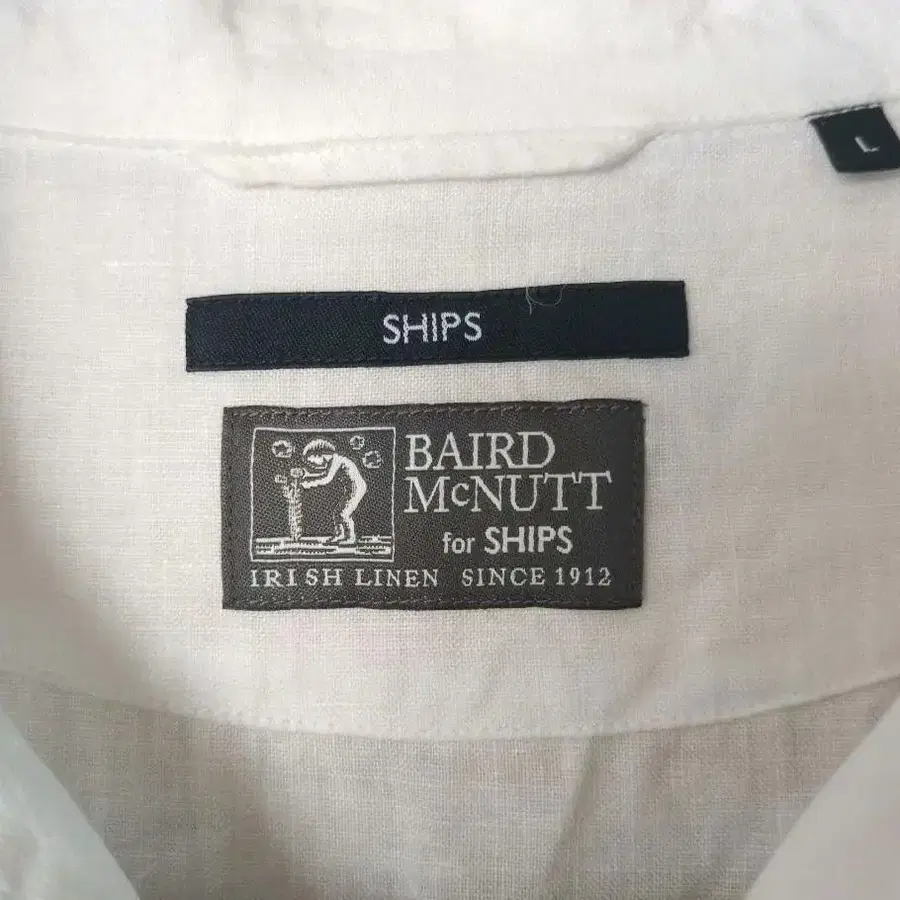 L
SHIPS
BAIRD
McNUTT
for SHIPS
IRISH LINEN SINCE 1912